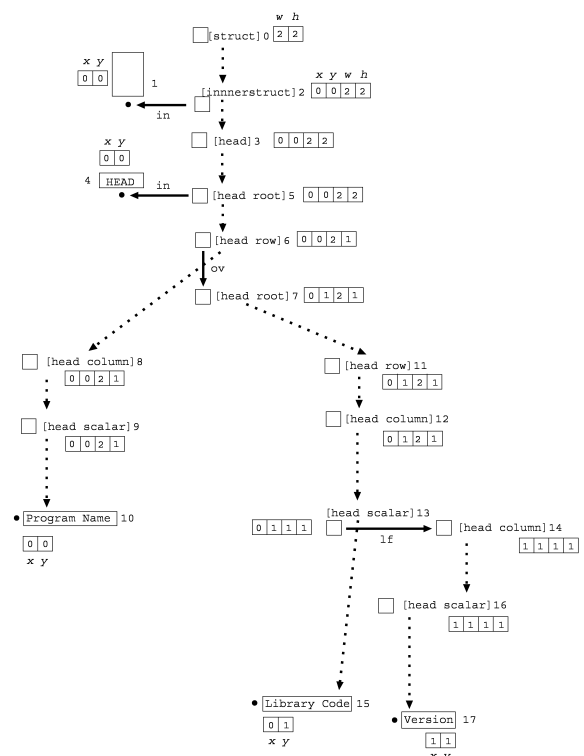 w h
[struct]0 2 2
x y
0 0
1
x y w h
[innnerstruct]2 0 0 2 2
in
[head]3 0 0 2 2
x y
0 0
4 HEAD
in
[head root]5 0 0 2 2
[head row]6 0 0 2 1
ov
[head root]7 0 1 2 1
[head column]8
0 0 2 1
[head row]11
0 1 2 1
[head scalar]9
0 0 2 1
[head column]12
0 1 2 1
Program Name 10
0 0
x y
[head scalar]13
0 1 1 1
lf
[head column]14
1 1 1 1
[head scalar]16
1 1 1 1
Library Code 15
0 1
x y
Version 17
1 1
x y